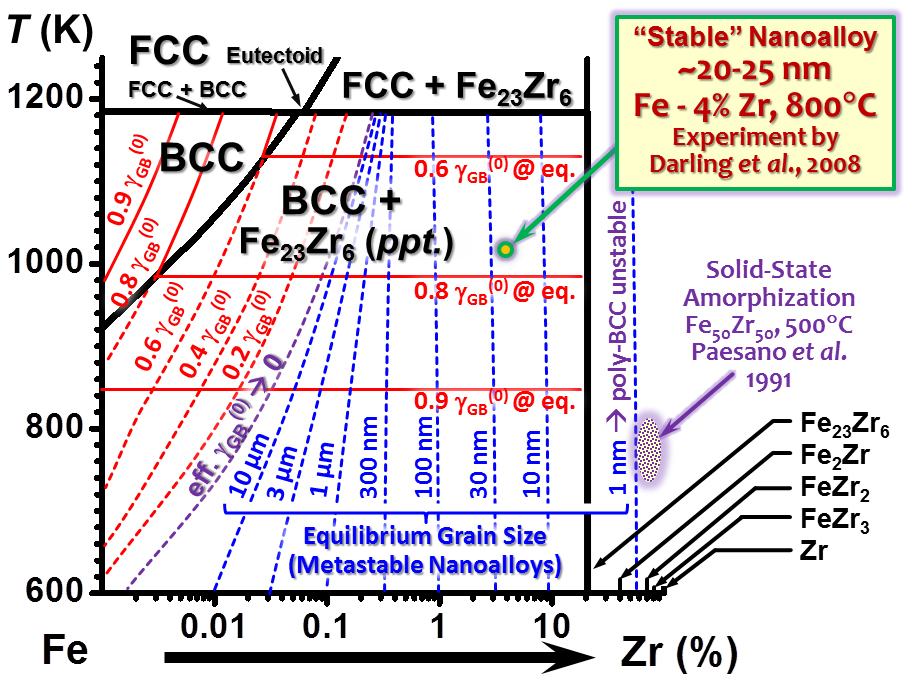 T (K)
1200
1000
800
600
FCC
FCC + BCC
Eutectoid
FCC + Fe₂₃Zr₆
BCC
BCC +
Fe₂₃Zr₆ (ppt.)
0.9 γGB⁽⁰⁾
0.8 γGB⁽⁰⁾
0.6 γGB⁽⁰⁾
0.4 γGB⁽⁰⁾
0.2 γGB⁽⁰⁾
eff. γGB⁽⁰⁾ → 0
0.6 γGB⁽⁰⁾ @ eq.
0.8 γGB⁽⁰⁾ @ eq.
0.9 γGB⁽⁰⁾ @ eq.
10 μm
3 μm
1 μm
300 nm
100 nm
30 nm
10 nm
1 nm → poly-BCC unstable
Equilibrium Grain Size
(Metastable Nanoalloys)
“Stable” Nanoalloy
~20-25 nm
Fe - 4% Zr, 800°C
Experiment by
Darling et al., 2008
Solid-State
Amorphization
Fe₅₀Zr₅₀, 500°C
Paesano et al.
1991
Fe₂₃Zr₆
Fe₂Zr
FeZr₂
FeZr₃
Zr
0.01
0.1
1
10
Fe
Zr (%)